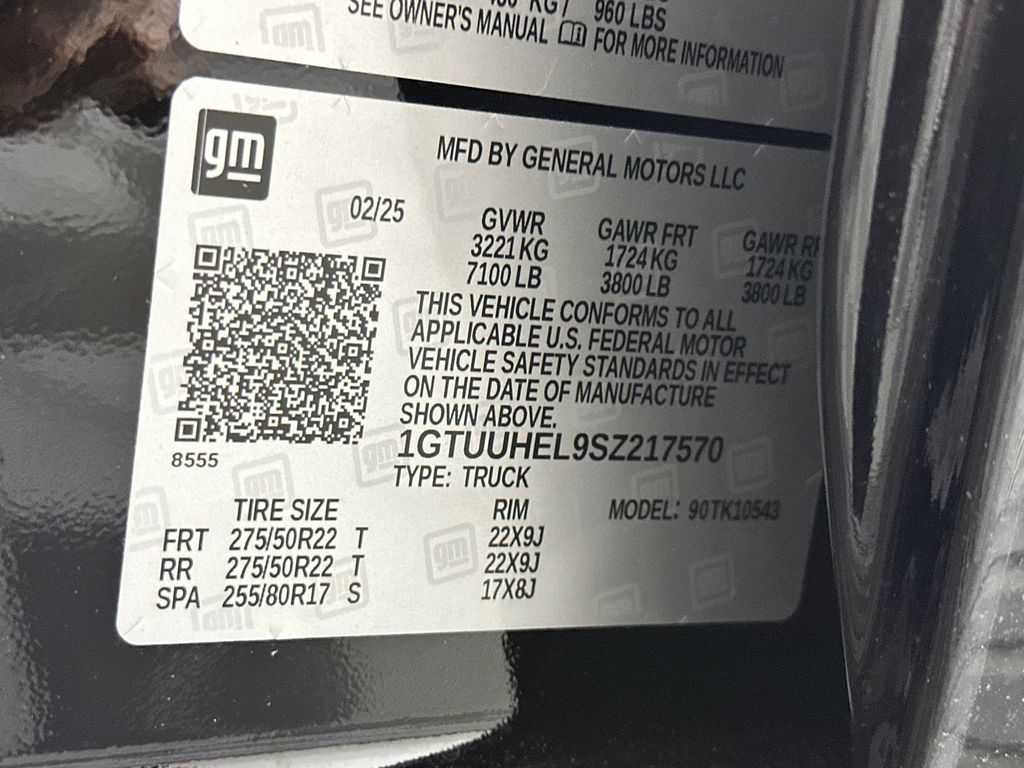 KG / 960 LBS
SEE OWNER'S MANUAL FOR MORE INFORMATION
gm
MFD BY GENERAL MOTORS LLC
02/25 GVWR GAWR FRT GAWR
3221 KG 1724 KG 1724 KG
7100 LB 3800 LB 3800 LB
THIS VEHICLE CONFORMS TO ALL
APPLICABLE U.S. FEDERAL MOTOR
VEHICLE SAFETY STANDARDS IN EFFECT
ON THE DATE OF MANUFACTURE
SHOWN ABOVE.
1GTUUHEL9SZ217570
8555
TYPE: TRUCK
TIRE SIZE RIM MODEL: 90TK10543
FRT 275/50R22 T 22X9J
RR 275/50R22 T 22X9J
SPA 255/80R17 S 17X8J